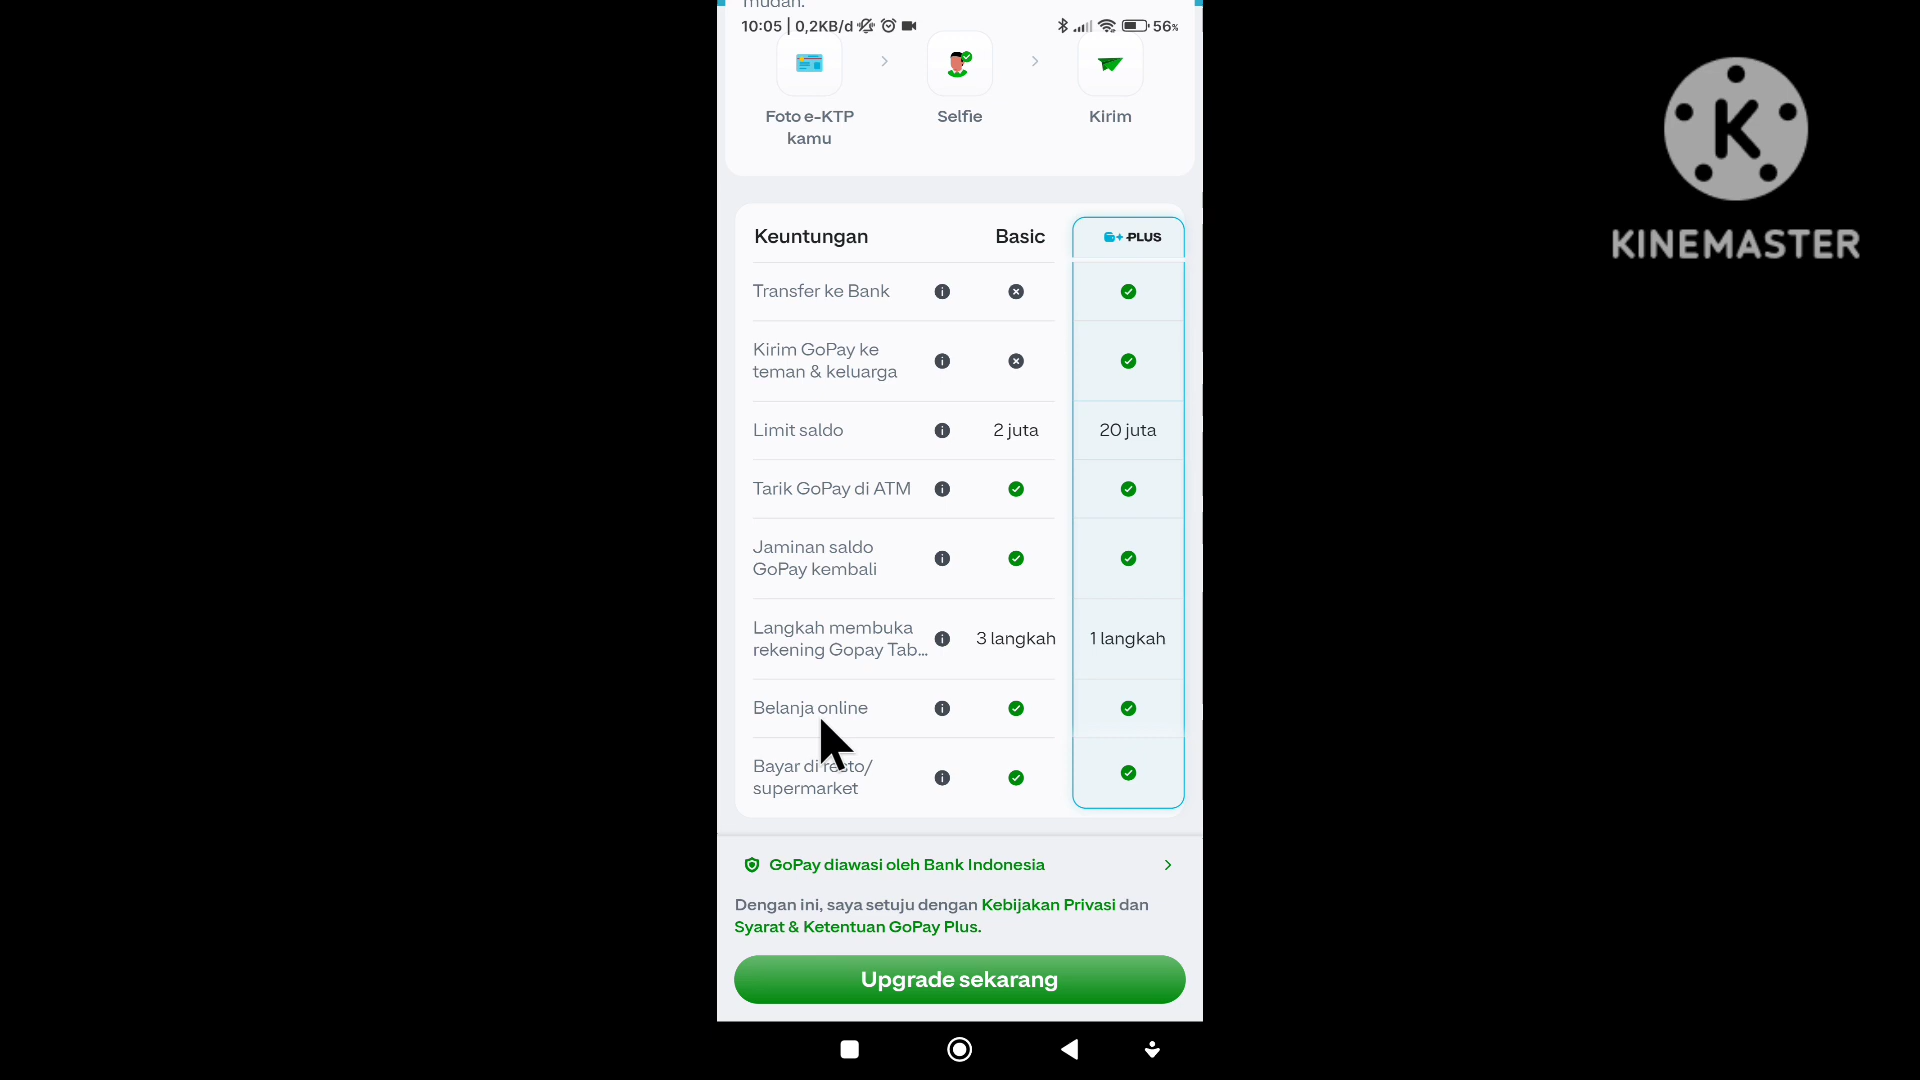 mudah.
10:05 | 0,2KB/d
56%
Foto e-KTP
kamu
Selfie
Kirim
KINEMASTER
Keuntungan Basic PLUS
Transfer ke Bank
Kirim GoPay ke
teman & keluarga
Limit saldo 2 juta 20 juta
Tarik GoPay di ATM
Jaminan saldo
GoPay kembali
Langkah membuka
rekening Gopay Tab... 3 langkah 1 langkah
Belanja online
Bayar di resto/
supermarket
GoPay diawasi oleh Bank Indonesia
Dengan ini, saya setuju dengan Kebijakan Privasi dan
Syarat & Ketentuan GoPay Plus.
Upgrade sekarang